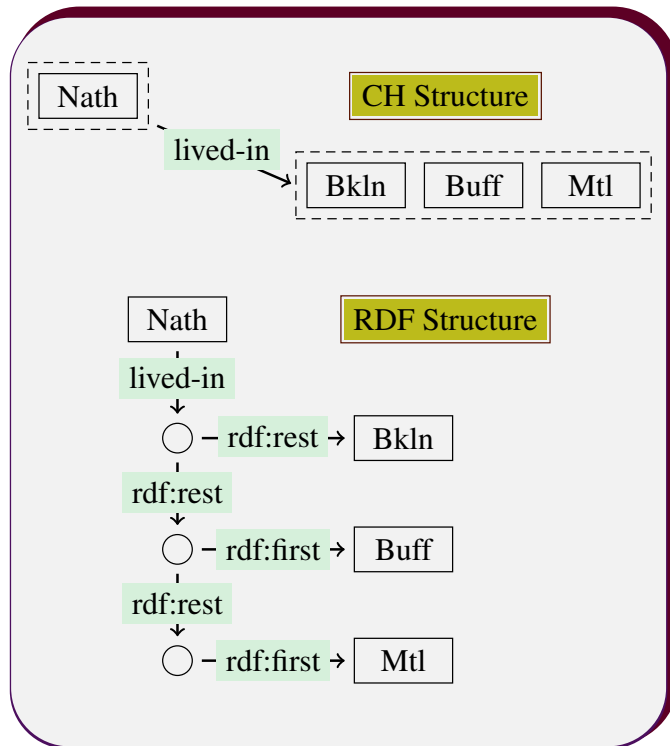 Nath
CH Structure
lived-in
Bkln Buff Mtl
Nath
RDF Structure
lived-in
rdf:rest Bkln
rdf:rest
rdf:first Buff
rdf:rest
rdf:first Mtl